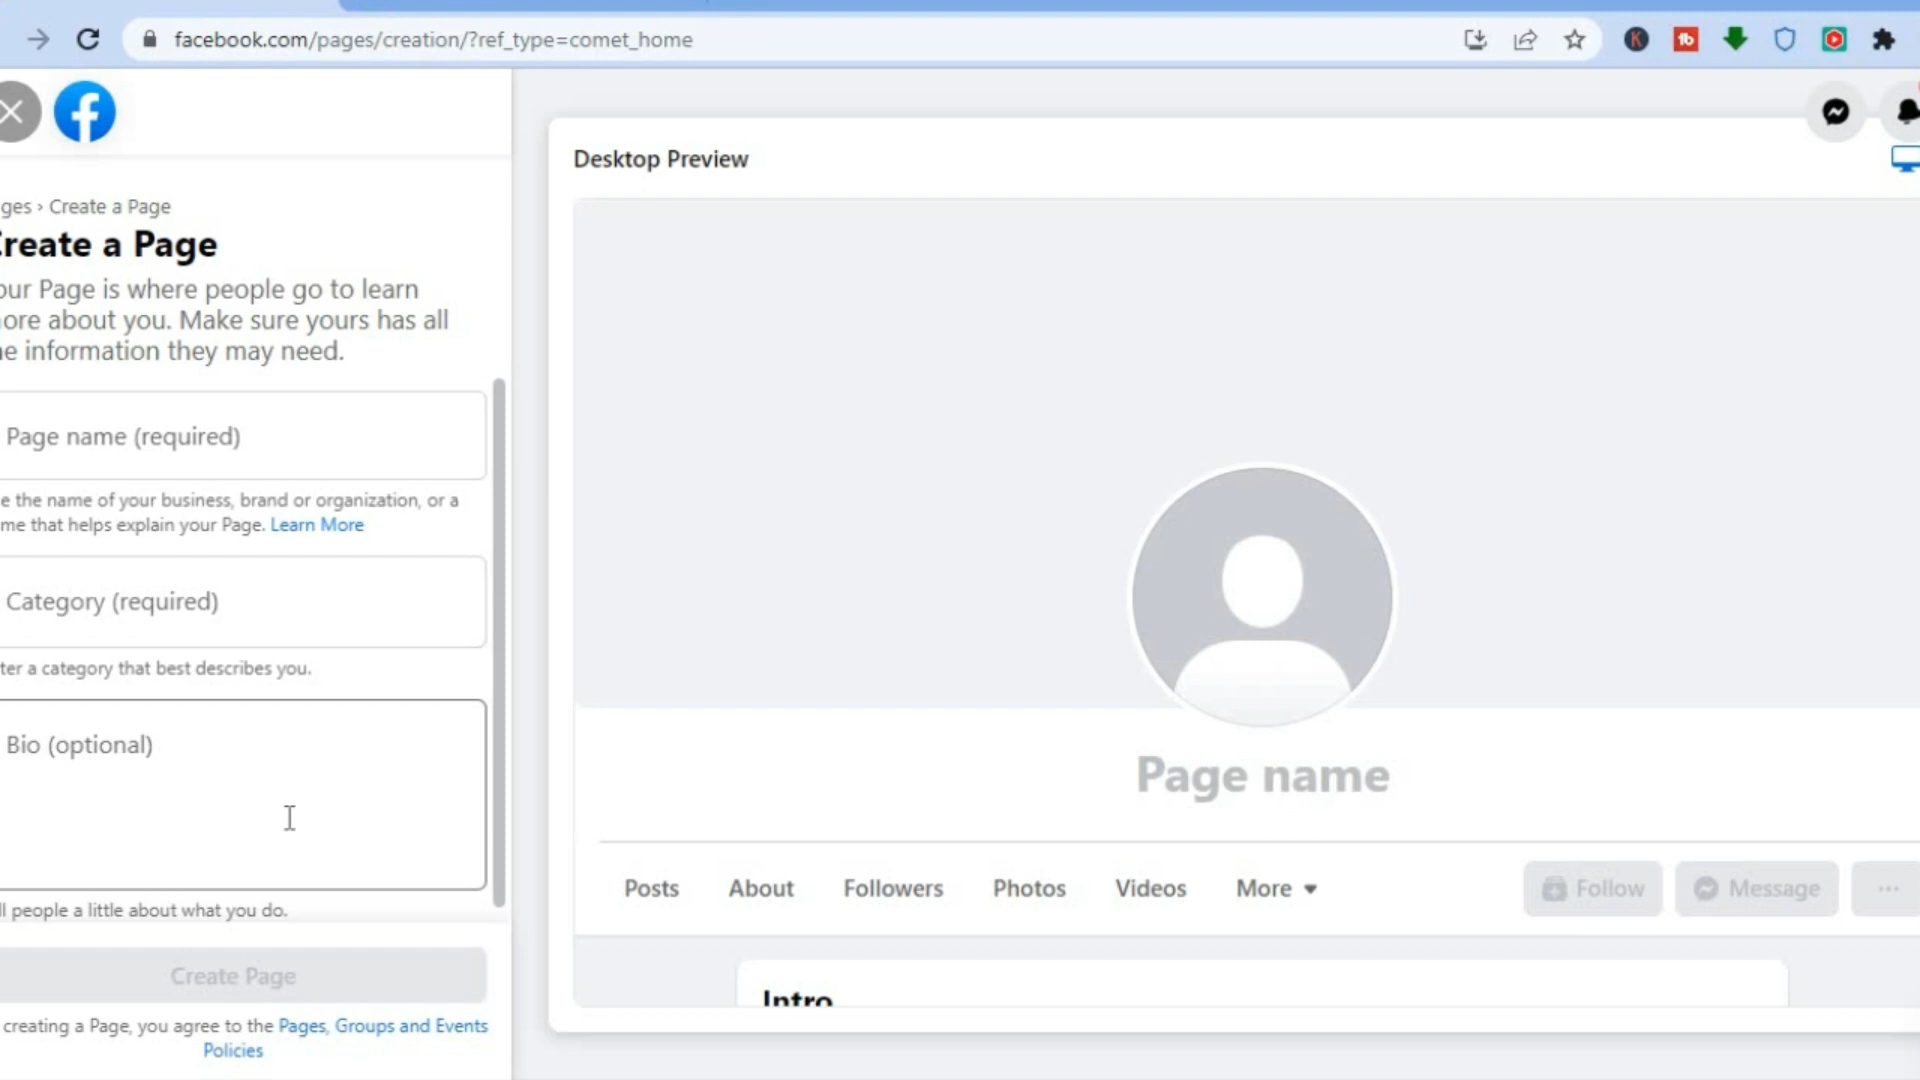 facebook.com/pages/creation/?ref_type=comet_home
ges › Create a Page
Create a Page
our Page is where people go to learn
ore about you. Make sure yours has all
e information they may need.
Page name (required)
e the name of your business, brand or organization, or a
me that helps explain your Page. Learn More
Category (required)
ter a category that best describes you.
Bio (optional)
ll people a little about what you do.
Create Page
creating a Page, you agree to the Pages, Groups and Events
Policies
Desktop Preview
Page name
Posts About Followers Photos Videos More Follow Message
Intro